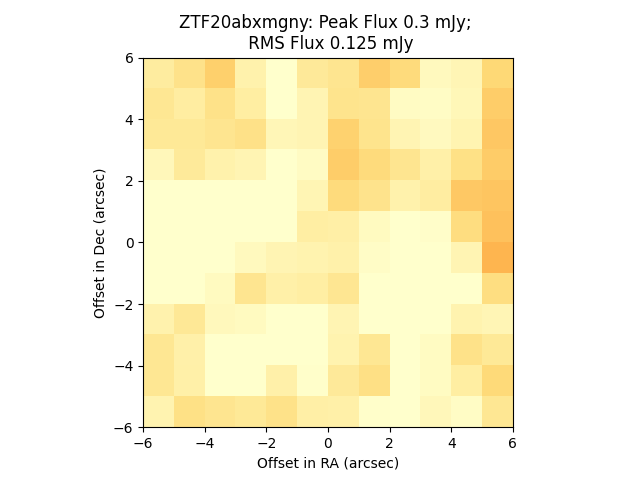 ZTF20abxmgny: Peak Flux 0.3 mJy;
RMS Flux 0.125 mJy
6
4
2
0
−2
−4
−6
Offset in Dec (arcsec)
−6 −4 −2 0 2 4 6
Offset in RA (arcsec)